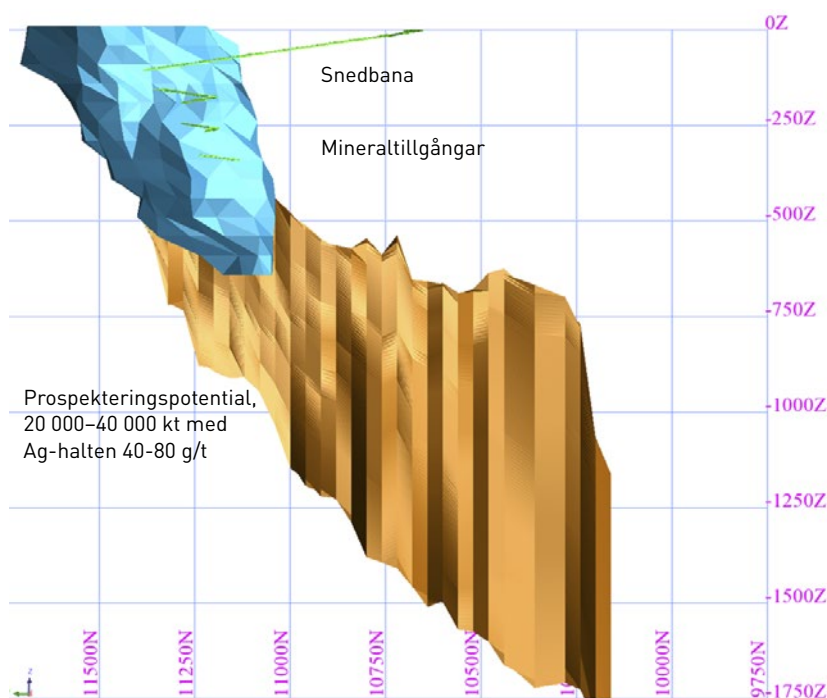 0Z
Snedbana
-250Z
Mineraltillgångar
-500Z
-750Z
Prospekteringspotential,
20 000–40 000 kt med
Ag-halten 40-80 g/t
-1000Z
-1250Z
-1500Z
-1750Z
11500N
11250N
11000N
10750N
10500N
10000N
9750N
z